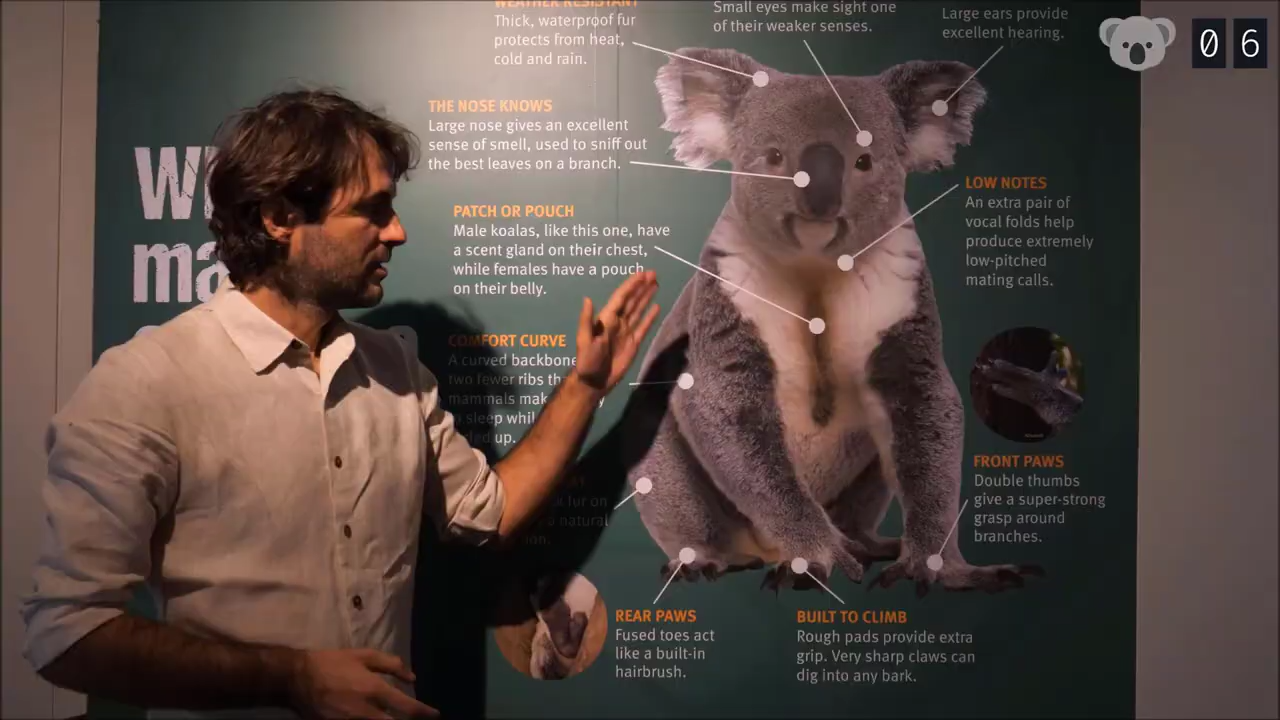 WEATHER RESISTANT
Thick, waterproof fur
protects from heat,
cold and rain.
Small eyes make sight one
of their weaker senses.
Large ears provide
excellent hearing.
06
THE NOSE KNOWS
Large nose gives an excellent
sense of smell, used to sniff out
the best leaves on a branch.
PATCH OR POUCH
Male koalas, like this one, have
a scent gland on their chest,
while females have a pouch
on their belly.
LOW NOTES
An extra pair of
vocal folds help
produce extremely
low-pitched
mating calls.
COMFORT CURVE
A curved backbone
two fewer ribs
mammals
sleep
up.
fur on
a natural
FRONT PAWS
Double thumbs
give a super-strong
grasp around
branches.
REAR PAWS
Fused toes act
like a built-in
hairbrush.
BUILT TO CLIMB
Rough pads provide extra
grip. Very sharp claws can
dig into any bark.